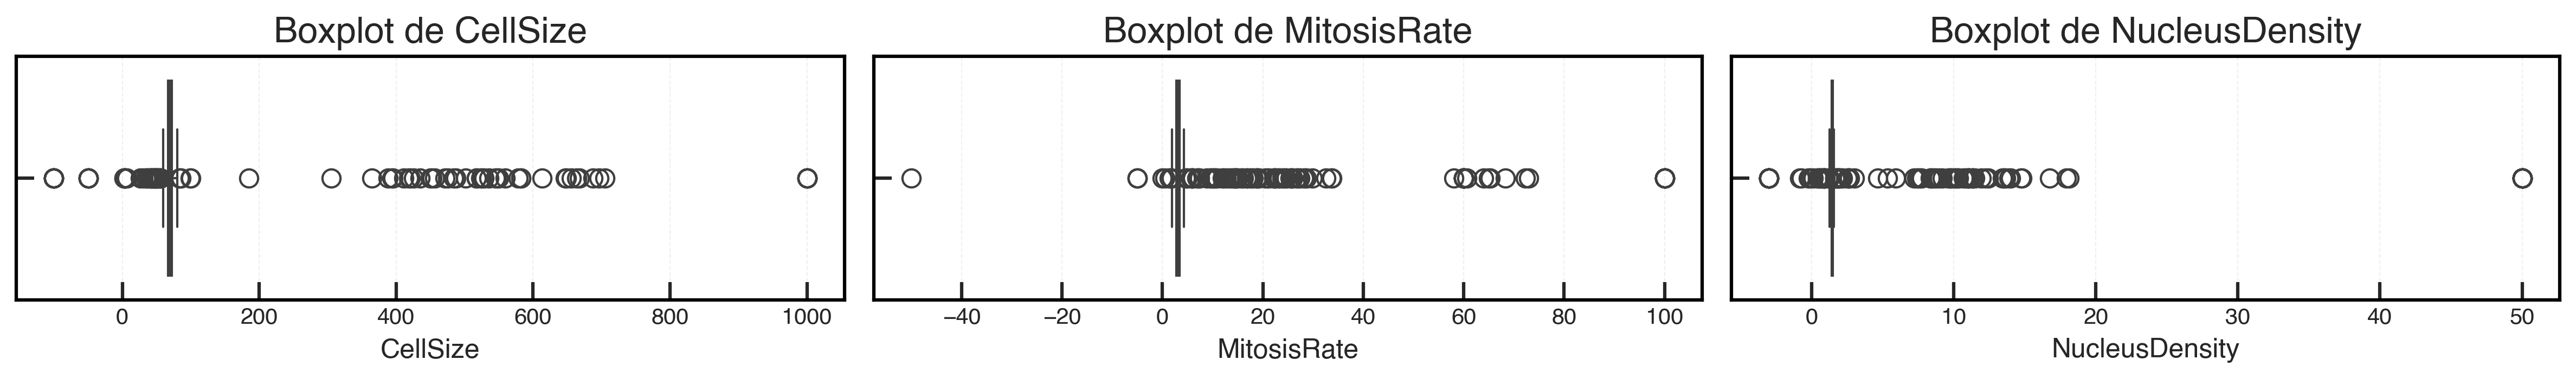 Boxplot de CellSize
0 200 400 600 800 1000
CellSize
Boxplot de MitosisRate
−40 −20 0 20 40 60 80 100
MitosisRate
Boxplot de NucleusDensity
0 10 20 30 40 50
NucleusDensity